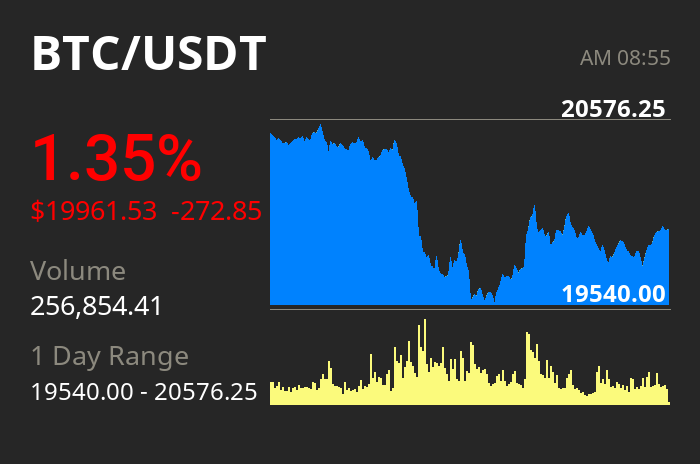 BTC/USDT
AM 08:55
20576.25
1.35%
$19961.53 -272.85
Volume
256,854.41
19540.00
1 Day Range
19540.00 - 20576.25